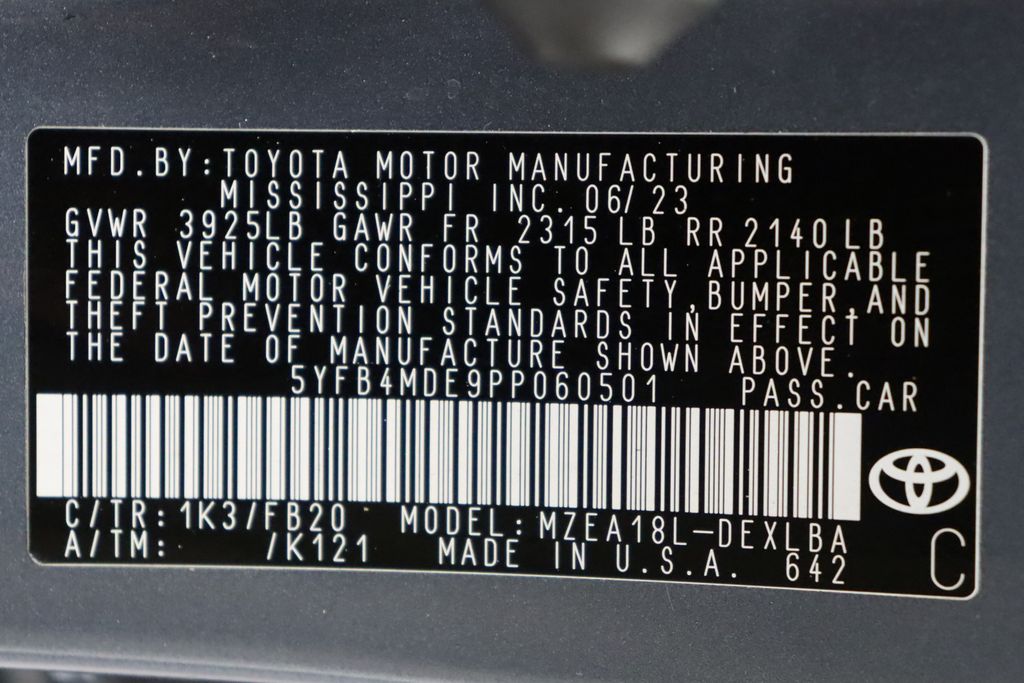 MFD.BY:TOYOTA MOTOR MANUFACTURING
MISSISSIPPI INC. 06/23
GVWR 3925LB GAWR FR 2315 LB RR 2140 LB
THIS VEHICLE CONFORMS TO ALL APPLICABLE
FEDERAL MOTOR VEHICLE SAFETY,BUMPER,AND
THEFT PREVENTION STANDARDS IN EFFECT ON
THE DATE OF MANUFACTURE SHOWN ABOVE.
5YFB4MDE9PP060501 PASS.CAR
C/TR:1K3/FB20 MODEL:MZEA18L-DEXLBA
A/TM: /K121 MADE IN U.S.A. 642
C